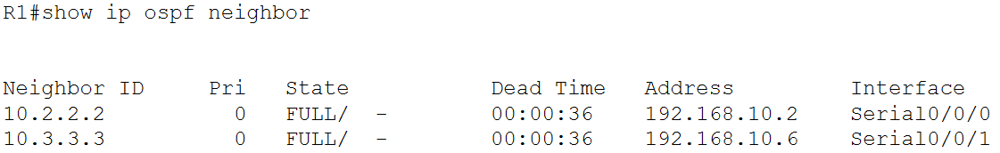 R1#show ip ospf neighbor
Neighbor ID     Pri   State           Dead Time   Address         Interface
10.2.2.2          0   FULL/  -        00:00:36    192.168.10.2    Serial0/0/0
10.3.3.3          0   FULL/  -        00:00:36    192.168.10.6    Serial0/0/1